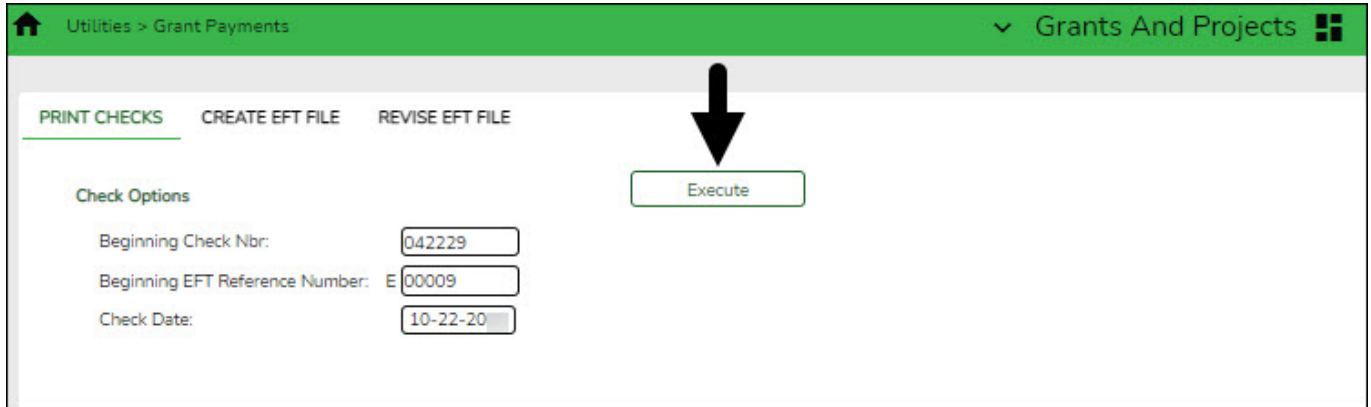 Utilities > Grant Payments
Grants And Projects
PRINT CHECKS CREATE EFT FILE REVISE EFT FILE
Execute
Check Options
Beginning Check Nbr: 042229
Beginning EFT Reference Number: E 00009
Check Date: 10-22-20